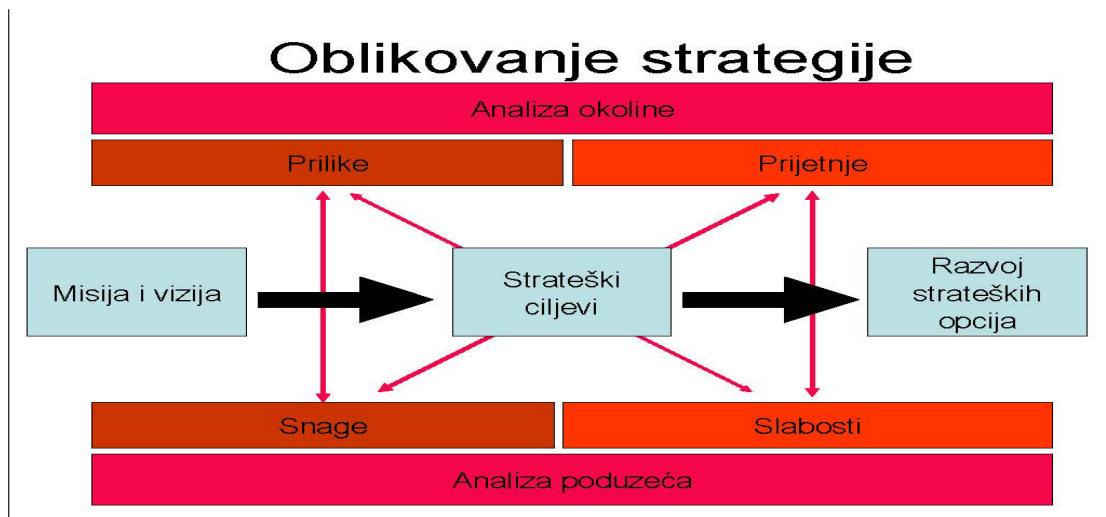 Oblikovanje strategije
Analiza okoline
Prilike
Prijetnje
Misija i vizija
Strateški
ciljevi
Razvoj
strateških
opcija
Snage
Slabosti
Analiza poduzeća